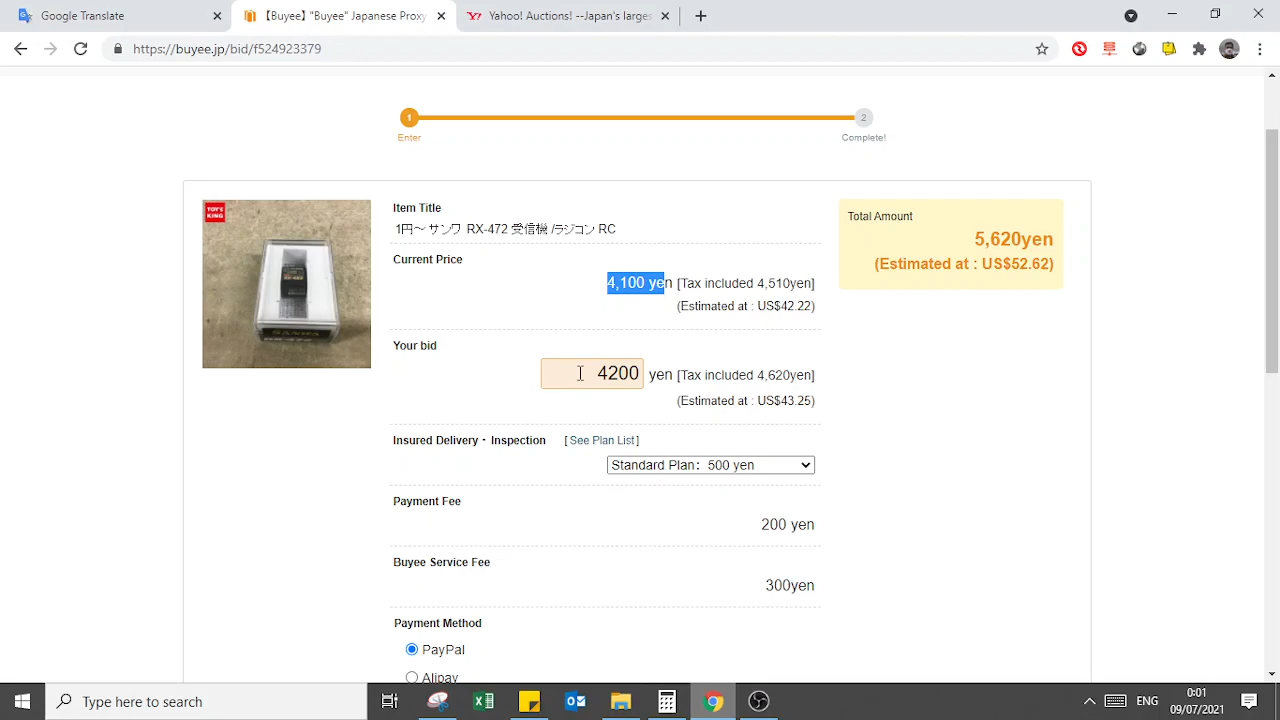 Google Translate
【Buyee】 "Buyee" Japanese Proxy
Yahoo! Auctions! --Japan's larges
https://buyee.jp/bid/f524923379
1
2
Enter
Complete!
TOY'S
KING
Item Title
1円～ サンワ RX-472 受信機 /ラジコン RC
Current Price
4,100 yen [Tax included 4,510yen]
(Estimated at : US$42.22)
Your bid
4200 yen [Tax included 4,620yen]
(Estimated at : US$43.25)
Insured Delivery・Inspection [See Plan List]
Standard Plan: 500 yen
Payment Fee
200 yen
Buyee Service Fee
300yen
Payment Method
PayPal
Alipay
Total Amount
5,620yen
(Estimated at : US$52.62)
SANWA
Type here to search
ENG
0:01
09/07/2021